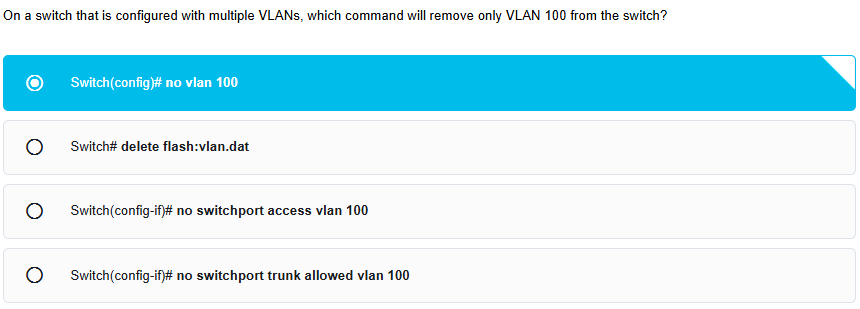 On a switch that is configured with multiple VLANs, which command will remove only VLAN 100 from the switch?
Switch(config)# no vlan 100
Switch# delete flash:vlan.dat
Switch(config-if)# no switchport access vlan 100
Switch(config-if)# no switchport trunk allowed vlan 100